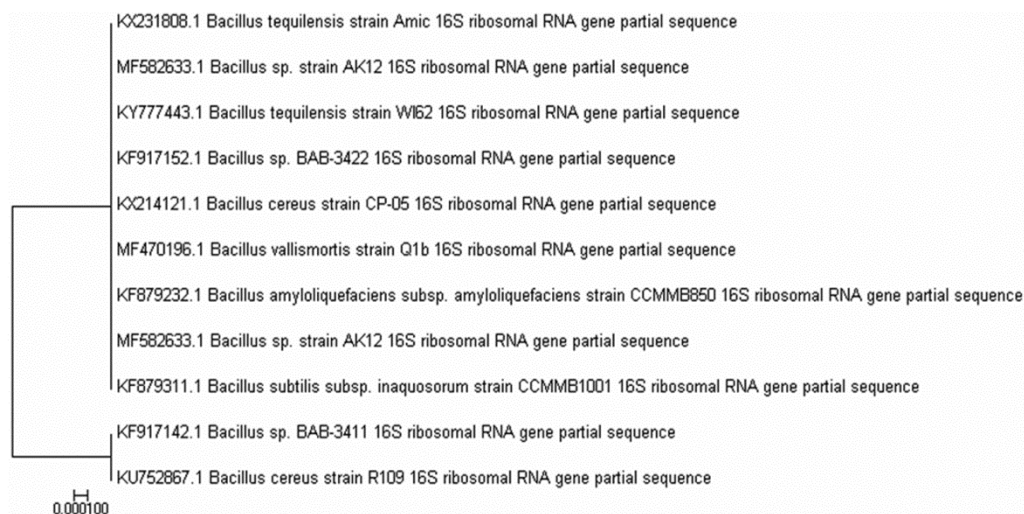 KX231808.1 Bacillus tequilensis strain Amic 16S ribosomal RNA gene partial sequence
MF582633.1 Bacillus sp. strain AK12 16S ribosomal RNA gene partial sequence
KY777443.1 Bacillus tequilensis strain WI62 16S ribosomal RNA gene partial sequence
KF917152.1 Bacillus sp. BAB-3422 16S ribosomal RNA gene partial sequence
KX214121.1 Bacillus cereus strain CP-05 16S ribosomal RNA gene partial sequence
MF470196.1 Bacillus vallismortis strain Q1b 16S ribosomal RNA gene partial sequence
KF879232.1 Bacillus amyloliquefaciens subsp. amyloliquefaciens strain CCMMB850 16S ribosomal RNA gene partial sequence
MF582633.1 Bacillus sp. strain AK12 16S ribosomal RNA gene partial sequence
KF879311.1 Bacillus subtilis subsp. inaquosorum strain CCMMB1001 16S ribosomal RNA gene partial sequence
KF917142.1 Bacillus sp. BAB-3411 16S ribosomal RNA gene partial sequence
KU752867.1 Bacillus cereus strain R109 16S ribosomal RNA gene partial sequence
0.000100